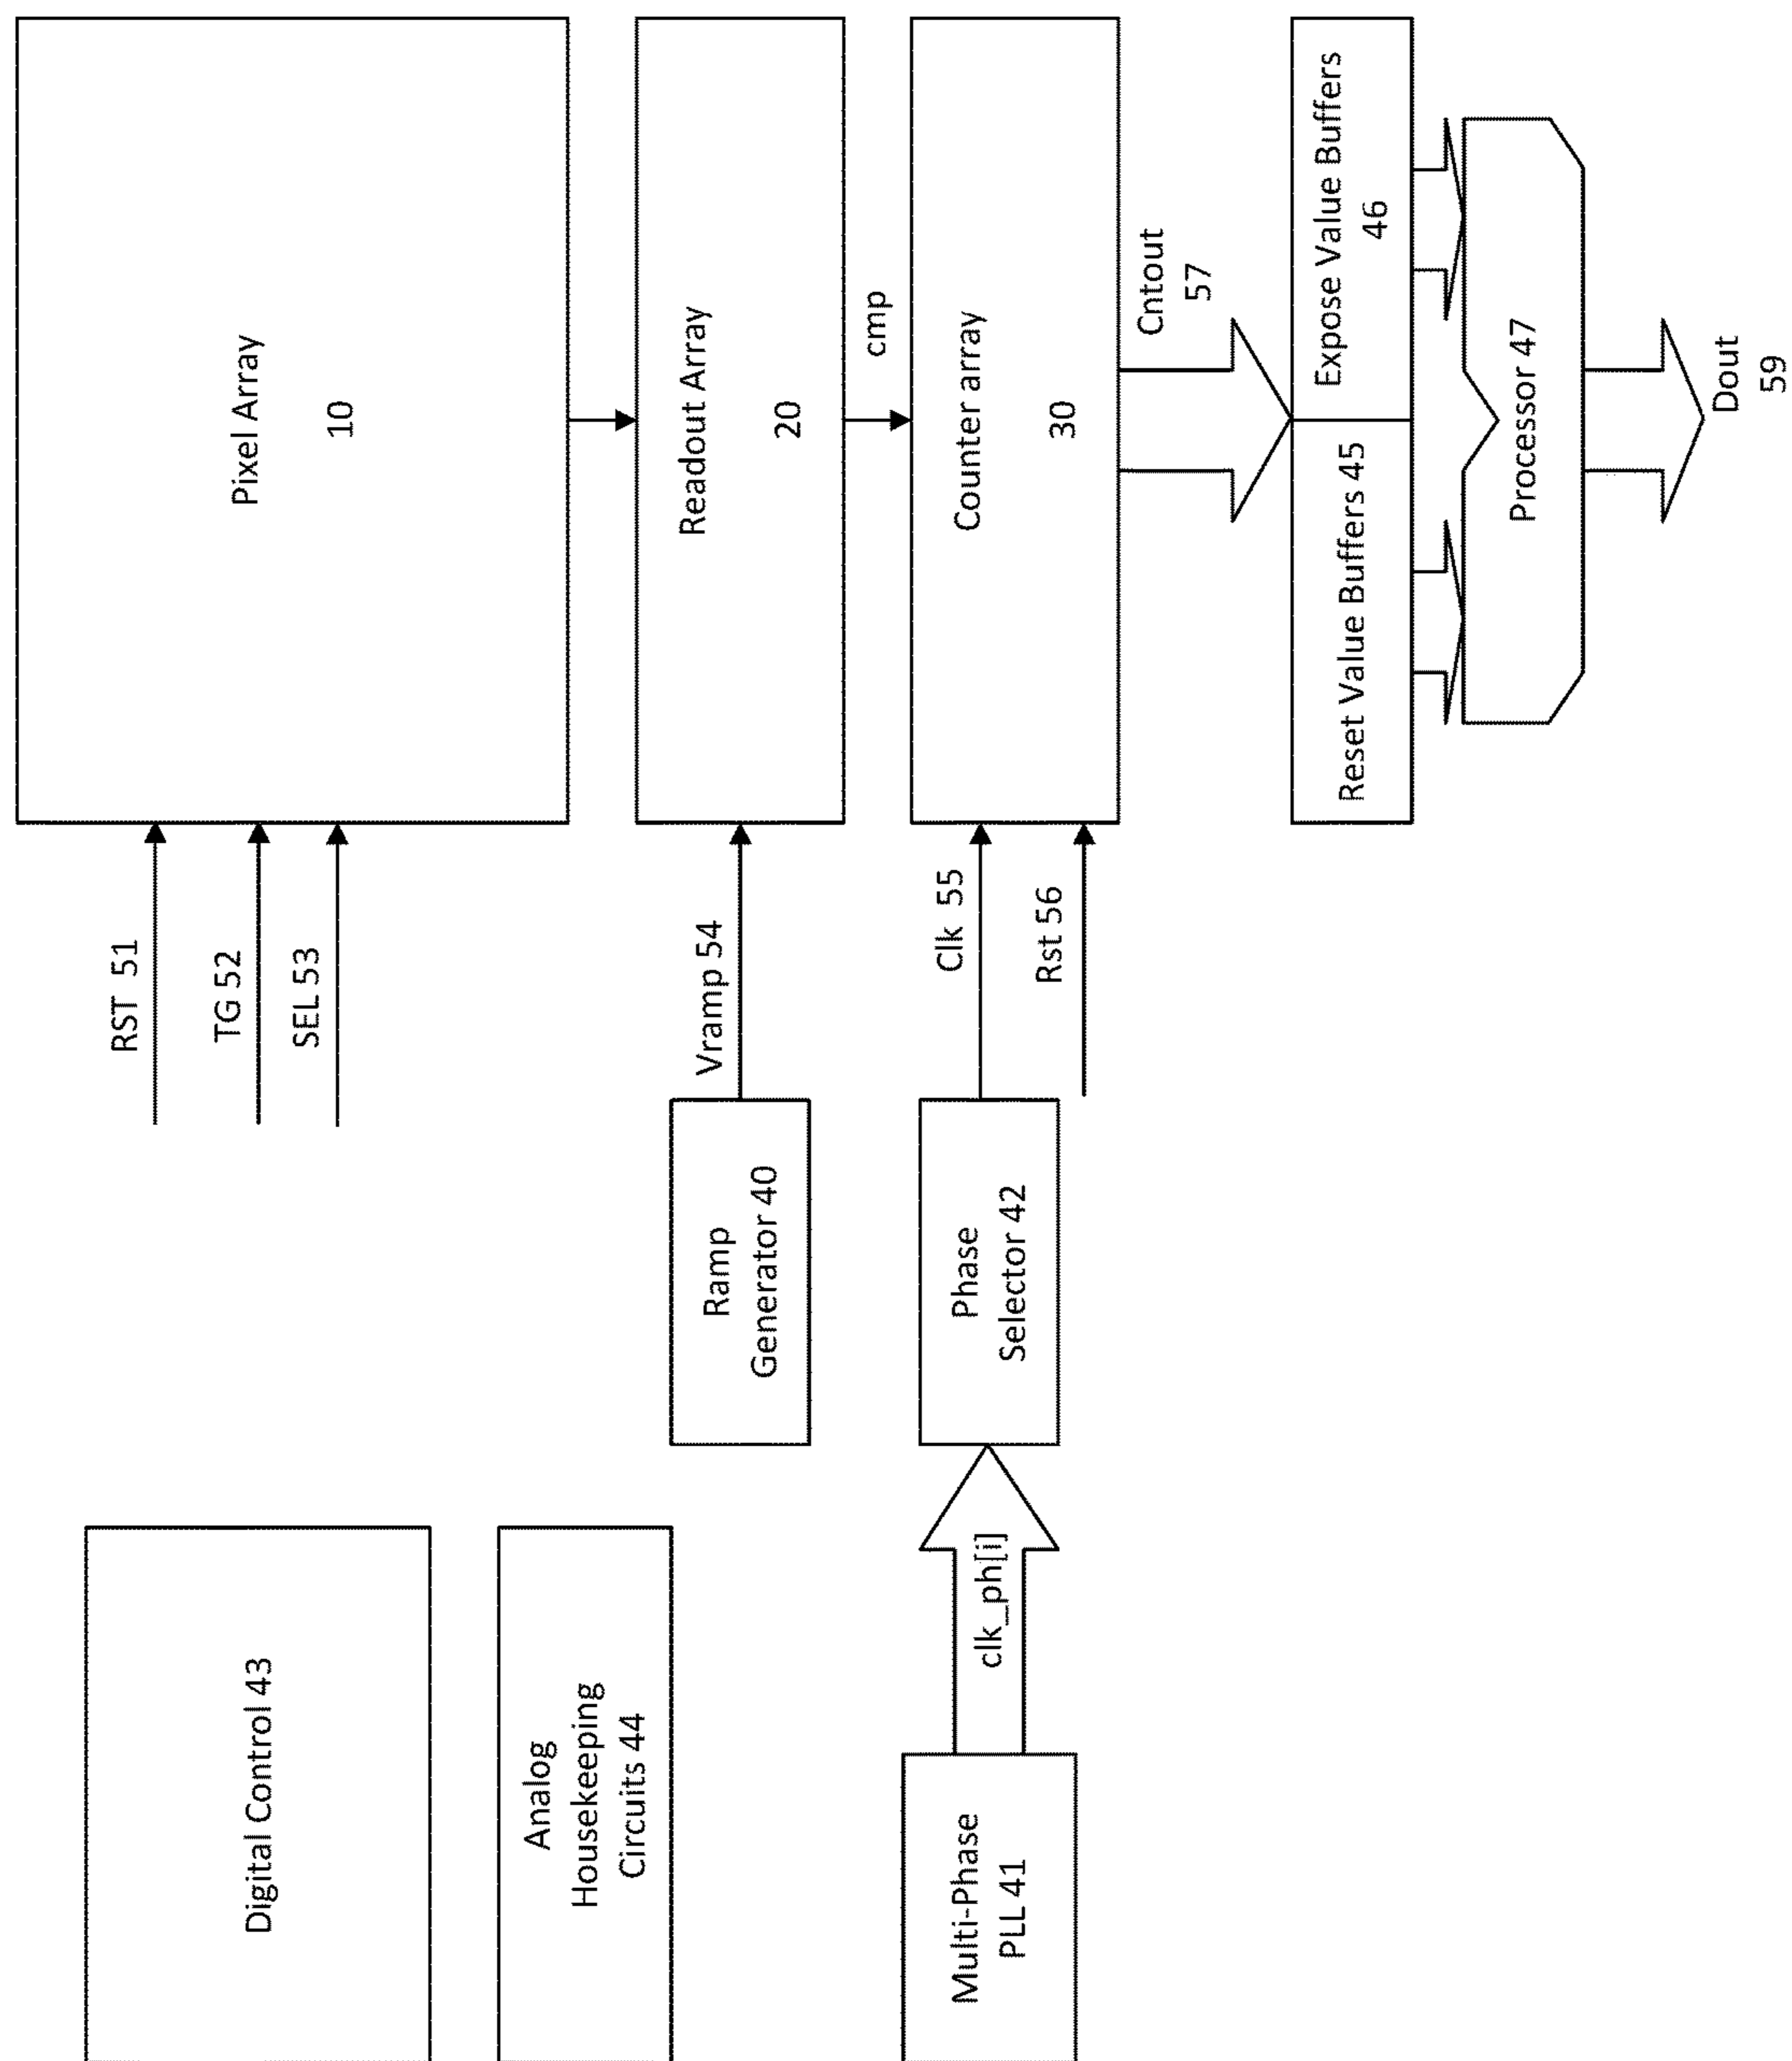 Digital Control 43
Analog
Housekeeping
Circuits 44
Multi-Phase
PLL 41
clk_ph[i]
Ramp
Generator 40
Phase
Selector 42
RST 51
TG 52
SEL 53
Vramp 54
Clk 55
Rst 56
Pixel Array
10
Readout Array
20
cmp
Counter array
30
Cntout
57
Reset Value Buffers 45
Expose Value Buffers
46
Processor 47
Dout
59